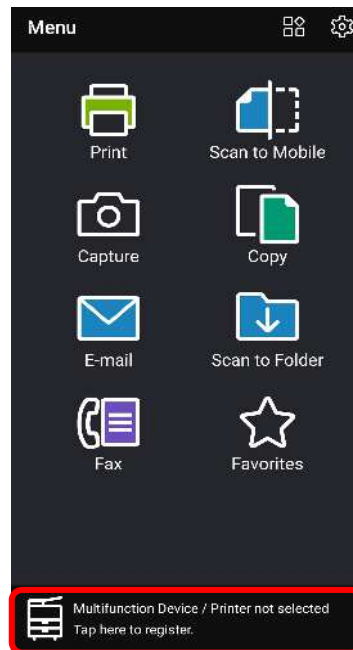 Menu
Print
Scan to Mobile
Capture
Copy
E-mail
Scan to Folder
Fax
Favorites
Multifunction Device / Printer not selected
Tap here to register.